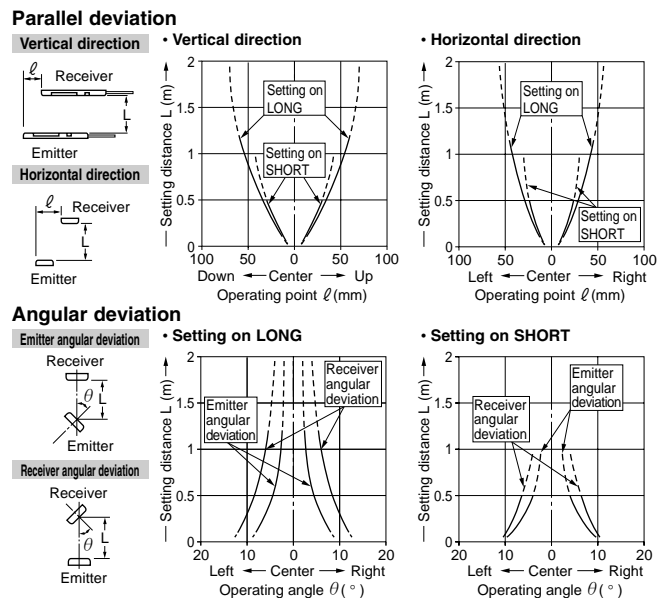 Parallel deviation
Vertical direction
ℓ
Receiver
L
Emitter
Horizontal direction
ℓ
Receiver
L
Emitter
• Vertical direction
Setting distance L (m)
2
1.5
1
0.5
0
Setting on
LONG
Setting on
SHORT
100 50 0 50 100
Down Center Up
Operating point ℓ (mm)
• Horizontal direction
Setting distance L (m)
2
1.5
1
0.5
0
Setting on
LONG
Setting on
SHORT
100 50 0 50 100
Left Center Right
Operating point ℓ (mm)
Angular deviation
Emitter angular deviation
Receiver
θ L
Emitter
Receiver angular deviation
Receiver
θ L
Emitter
• Setting on LONG
Setting distance L (m)
2
1.5
1
0.5
0
Receiver
angular
deviation
Emitter
angular
deviation
20 10 0 10 20
Left Center Right
Operating angle θ ( ° )
• Setting on SHORT
Setting distance L (m)
2
1.5
1
0.5
0
Emitter
angular
deviation
Receiver
angular
deviation
20 10 0 10 20
Left Center Right
Operating angle θ ( ° )